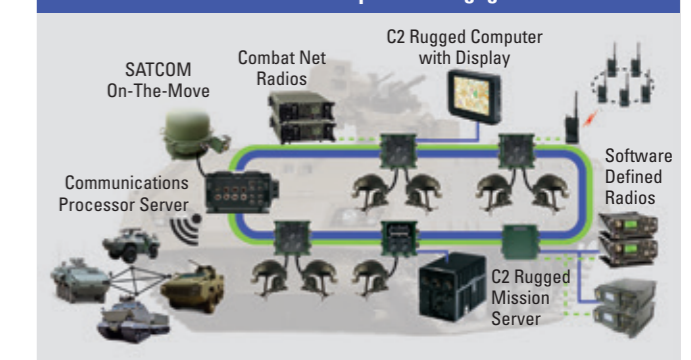 C2 Rugged Computer
with Display
Combat Net
Radios
SATCOM
On-The-Move
Software
Defined
Radios
Communications
Processor Server
C2 Rugged
Mission
Server